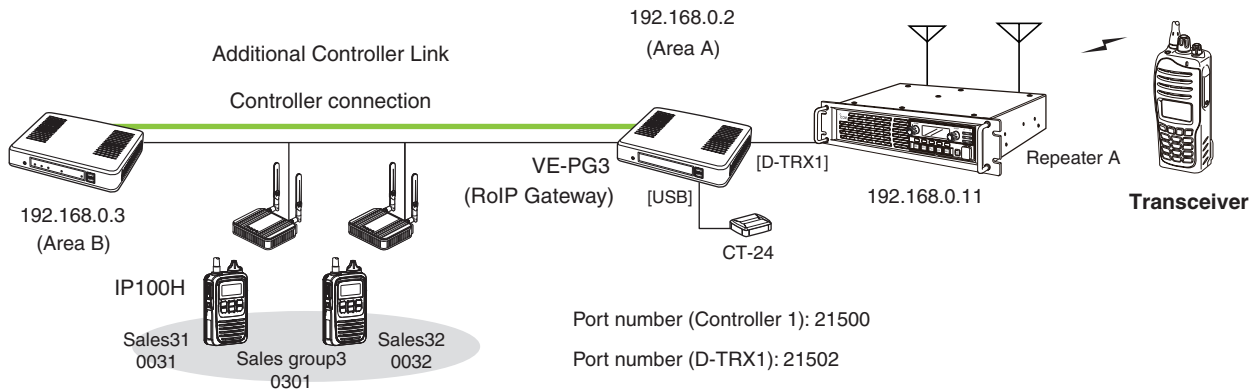 192.168.0.2
(Area A)
Additional Controller Link
Controller connection
VE-PG3
(RoIP Gateway)
[D-TRX1]
[USB]
CT-24
Repeater A
192.168.0.11
Transceiver
192.168.0.3
(Area B)
IP100H
Sales31
0031
Sales group3
0301
Sales32
0032
Port number (Controller 1): 21500
Port number (D-TRX1): 21502